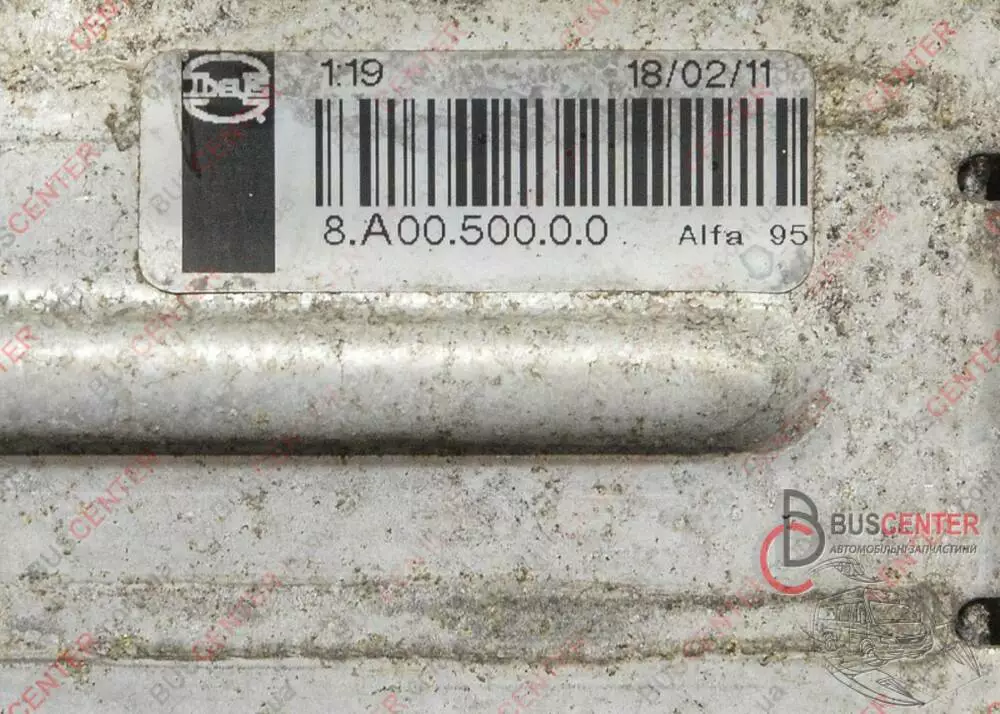 1:19 18/02/11
8.A00.500.0.0 Alfa 95
BUSCENTER
АВТОМОБІЛЬНІ ЗАПЧАСТИНИ